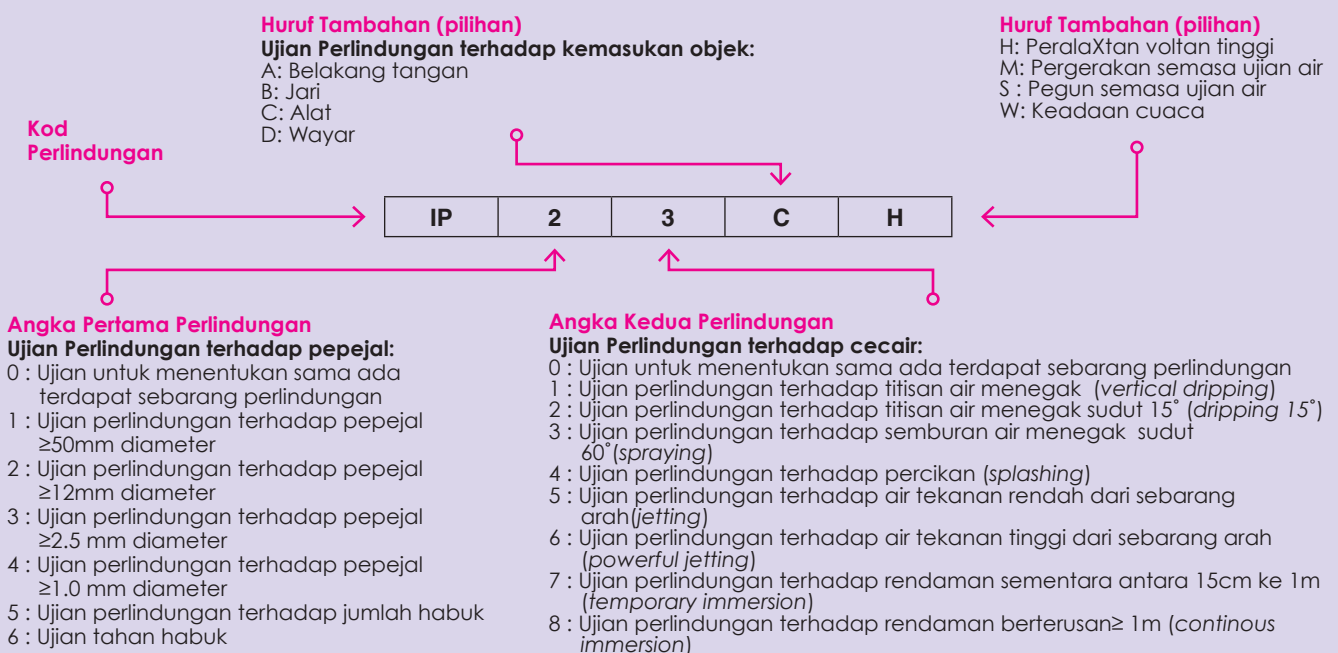 Huruf Tambahan (pilihan)
Ujian Perlindungan terhadap kemasukan objek:
A: Belakang tangan
B: Jari
C: Alat
D: Wayar
Huruf Tambahan (pilihan)
H: PeralaXtan voltan tinggi
M: Pergerakan semasa ujian air
S : Pegun semasa ujian air
W: Keadaan cuaca
Kod
Perlindungan
IP 2 3 C H
Angka Pertama Perlindungan
Ujian Perlindungan terhadap pepejal:
0 : Ujian untuk menentukan sama ada
terdapat sebarang perlindungan
1 : Ujian perlindungan terhadap pepejal
≥50mm diameter
2 : Ujian perlindungan terhadap pepejal
≥12mm diameter
3 : Ujian perlindungan terhadap pepejal
≥2.5 mm diameter
4 : Ujian perlindungan terhadap pepejal
≥1.0 mm diameter
5 : Ujian perlindungan terhadap jumlah habuk
6 : Ujian tahan habuk
Angka Kedua Perlindungan
Ujian Perlindungan terhadap cecair:
0 : Ujian untuk menentukan sama ada terdapat sebarang perlindungan
1 : Ujian perlindungan terhadap titisan air menegak (vertical dripping)
2 : Ujian perlindungan terhadap titisan air menegak sudut 15˚ (dripping 15˚)
3 : Ujian perlindungan terhadap semburan air menegak sudut
60˚(spraying)
4 : Ujian perlindungan terhadap percikan (splashing)
5 : Ujian perlindungan terhadap air tekanan rendah dari sebarang
arah(jetting)
6 : Ujian perlindungan terhadap air tekanan tinggi dari sebarang arah
(powerful jetting)
7 : Ujian perlindungan terhadap rendaman sementara antara 15cm ke 1m
(temporary immersion)
8 : Ujian perlindungan terhadap rendaman berterusan≥ 1m (continous
immersion)